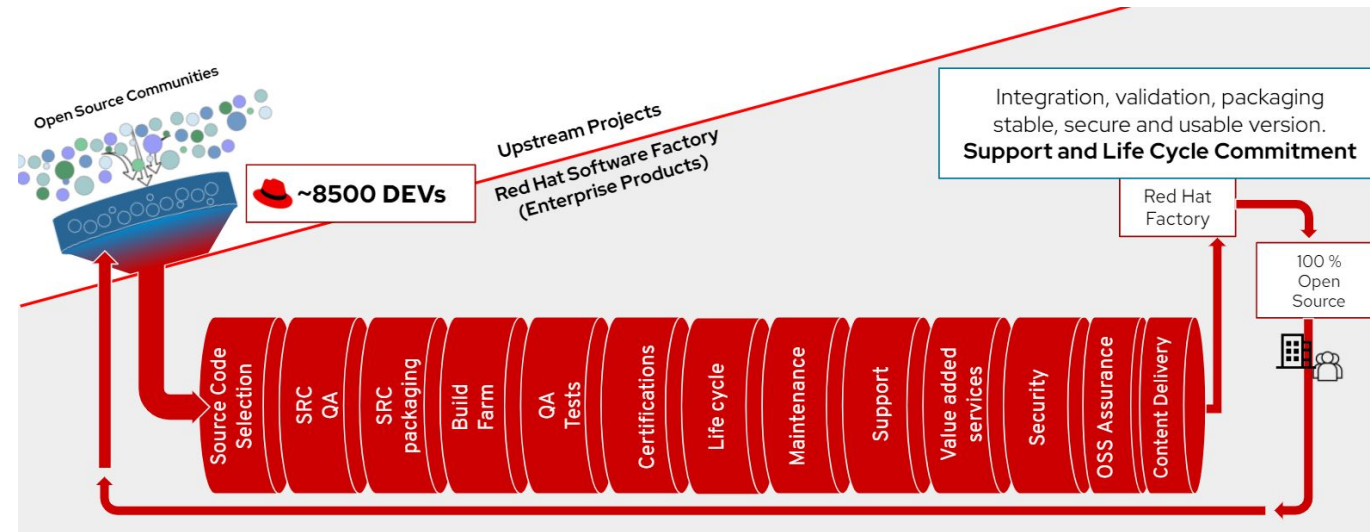 Open Source Communities
~8500 DEVs
Upstream Projects
Red Hat Software Factory
(Enterprise Products)
Integration, validation, packaging
stable, secure and usable version.
Support and Life Cycle Commitment
Red Hat
Factory
100 %
Open
Source
Source Code
Selection
SRC
QA
SRC
packaging
Build
Farm
QA
Tests
Certifications
Life cycle
Maintenance
Support
Value added
services
Security
OSS Assurance
Content Delivery